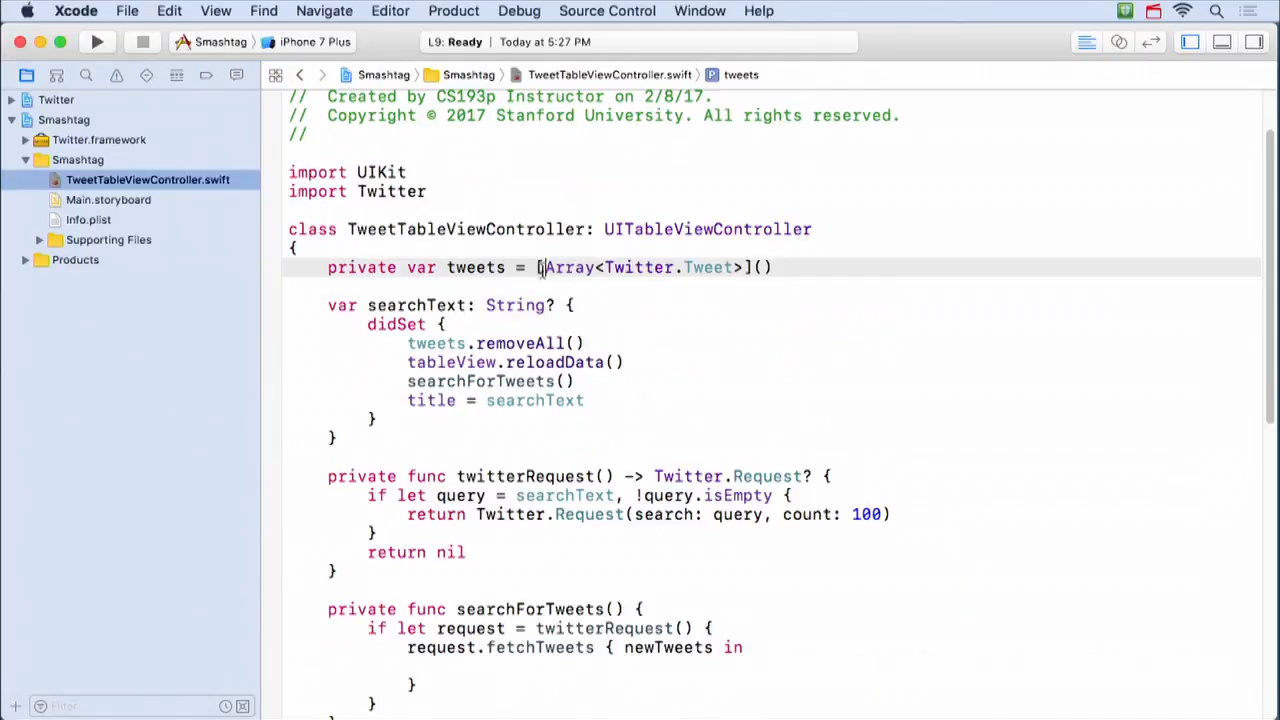 Xcode File Edit View Find Navigate Editor Product Debug Source Control Window Help
Smashtag iPhone 7 Plus L9: Ready Today at 5:27 PM
Smashtag Smashtag TweetTableViewController.swift P tweets
Twitter
Smashtag
Twitter.framework
Smashtag
TweetTableViewController.swift
Main.storyboard
Info.plist
Supporting Files
Products
Filter
// Created by CS193p Instructor on 2/8/17.
// Copyright © 2017 Stanford University. All rights reserved.
//
import UIKit
import Twitter
class TweetTableViewController: UITableViewController
{
private var tweets = [Array<Twitter.Tweet>]()
var searchText: String? {
didSet {
tweets.removeAll()
tableView.reloadData()
searchForTweets()
title = searchText
}
}
private func twitterRequest() -> Twitter.Request? {
if let query = searchText, !query.isEmpty {
return Twitter.Request(search: query, count: 100)
}
return nil
}
private func searchForTweets() {
if let request = twitterRequest() {
request.fetchTweets { newTweets in
}
}
}